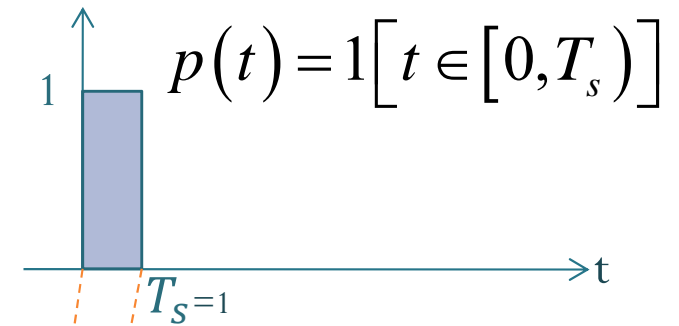 p(t) = 1[t ∈ [0, T_s)]
1
t
T_s=1